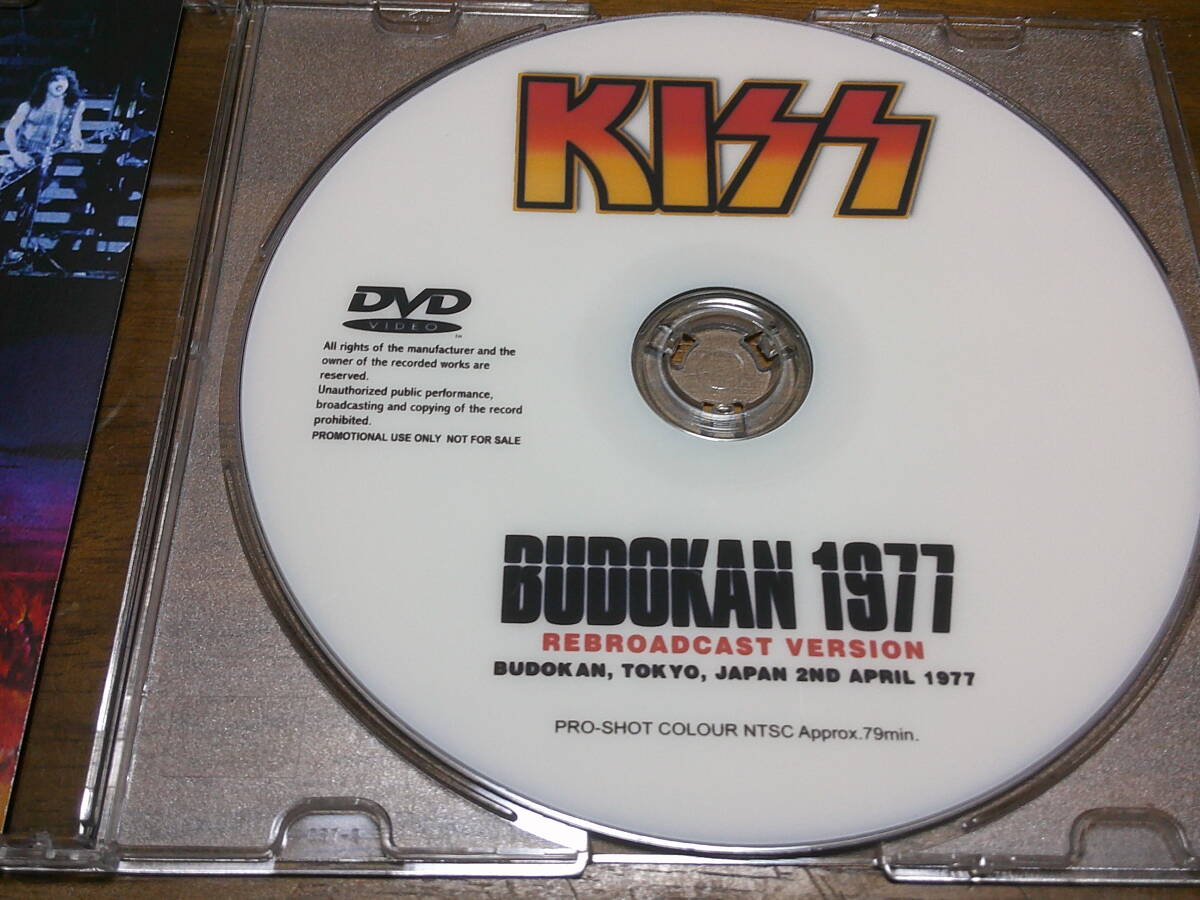 KISS
DVD
VIDEO
TM
All rights of the manufacturer and the
owner of the recorded works are
reserved.
Unauthorized public performance,
broadcasting and copying of the record
prohibited.
PROMOTIONAL USE ONLY NOT FOR SALE
BUDOKAN 1977
REBROADCAST VERSION
BUDOKAN, TOKYO, JAPAN 2ND APRIL 1977
PRO-SHOT COLOUR NTSC Approx.79min.